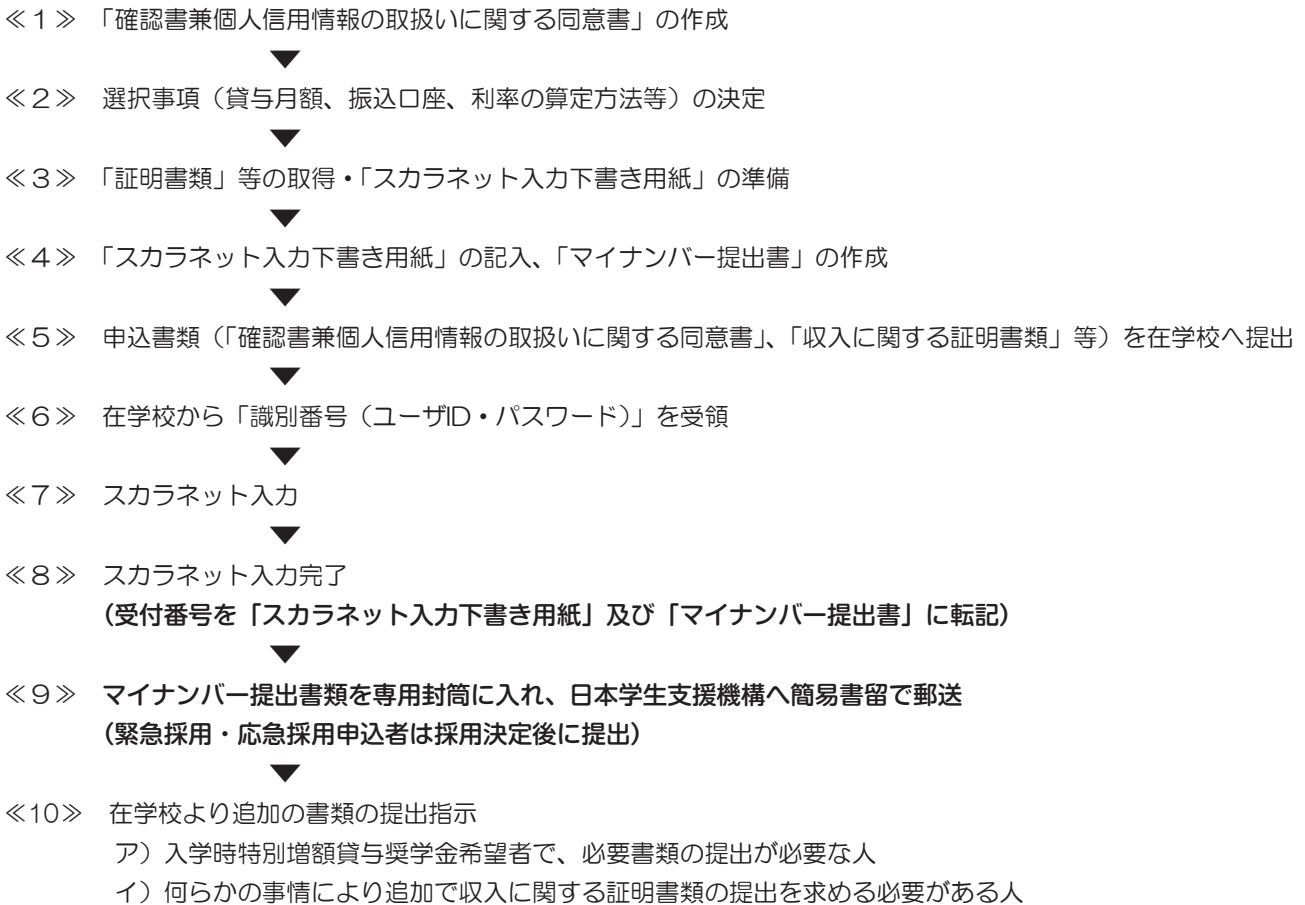 ≪１≫　「確認書兼個人信用情報の取扱いに関する同意書」の作成
▼
≪２≫　選択事項（貸与月額、振込口座、利率の算定方法等）の決定
▼
≪３≫　「証明書類」等の取得・「スカラネット入力下書き用紙」の準備
▼
≪４≫　「スカラネット入力下書き用紙」の記入、「マイナンバー提出書」の作成
▼
≪５≫　申込書類（「確認書兼個人信用情報の取扱いに関する同意書」、「収入に関する証明書類」等）を在学校へ提出
▼
≪６≫　在学校から「識別番号（ユーザID・パスワード）」を受領
▼
≪７≫　スカラネット入力
▼
≪８≫　スカラネット入力完了
（受付番号を「スカラネット入力下書き用紙」及び「マイナンバー提出書」に転記）
▼
≪９≫　マイナンバー提出書類を専用封筒に入れ、日本学生支援機構へ簡易書留で郵送
（緊急採用・応急採用申込者は採用決定後に提出）
▼
≪10≫　在学校より追加の書類の提出指示
ア）入学時特別増額貸与奨学金希望者で、必要書類の提出が必要な人
イ）何らかの事情により追加で収入に関する証明書類の提出を求める必要がある人